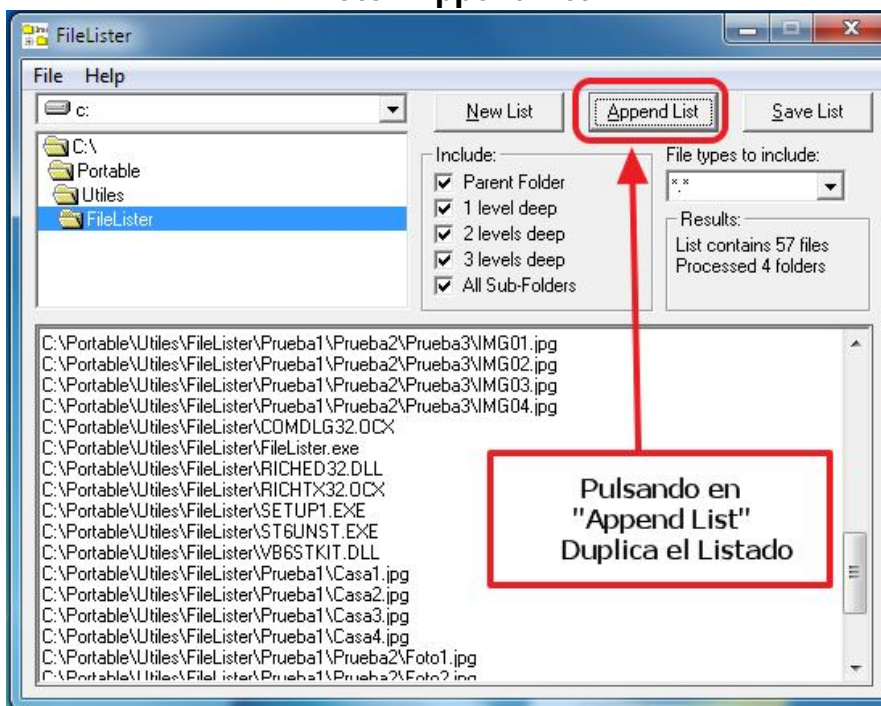 FileLister
File Help
c:
New List
Append List
Save List
C:\
Portable
Utiles
FileLister
Include:
Parent Folder
1 level deep
2 levels deep
3 levels deep
All Sub-Folders
File types to include:
*.*
Results:
List contains 57 files
Processed 4 folders
C:\Portable\Utiles\FileLister\Prueba1\Prueba2\Prueba3\IMG01.jpg
C:\Portable\Utiles\FileLister\Prueba1\Prueba2\Prueba3\IMG02.jpg
C:\Portable\Utiles\FileLister\Prueba1\Prueba2\Prueba3\IMG03.jpg
C:\Portable\Utiles\FileLister\Prueba1\Prueba2\Prueba3\IMG04.jpg
C:\Portable\Utiles\FileLister\COMDLG32.OCX
C:\Portable\Utiles\FileLister\FileLister.exe
C:\Portable\Utiles\FileLister\RICHED32.DLL
C:\Portable\Utiles\FileLister\RICHTX32.OCX
C:\Portable\Utiles\FileLister\SETUP1.EXE
C:\Portable\Utiles\FileLister\ST6UNST.EXE
C:\Portable\Utiles\FileLister\VB6STKIT.DLL
C:\Portable\Utiles\FileLister\Prueba1\Casa1.jpg
C:\Portable\Utiles\FileLister\Prueba1\Casa2.jpg
C:\Portable\Utiles\FileLister\Prueba1\Casa3.jpg
C:\Portable\Utiles\FileLister\Prueba1\Casa4.jpg
C:\Portable\Utiles\FileLister\Prueba1\Prueba2\Foto1.jpg
C:\Portable\Utiles\FileLister\Prueba1\Prueba2\Foto2.jpg
Pulsando en
"Append List"
Duplica el Listado